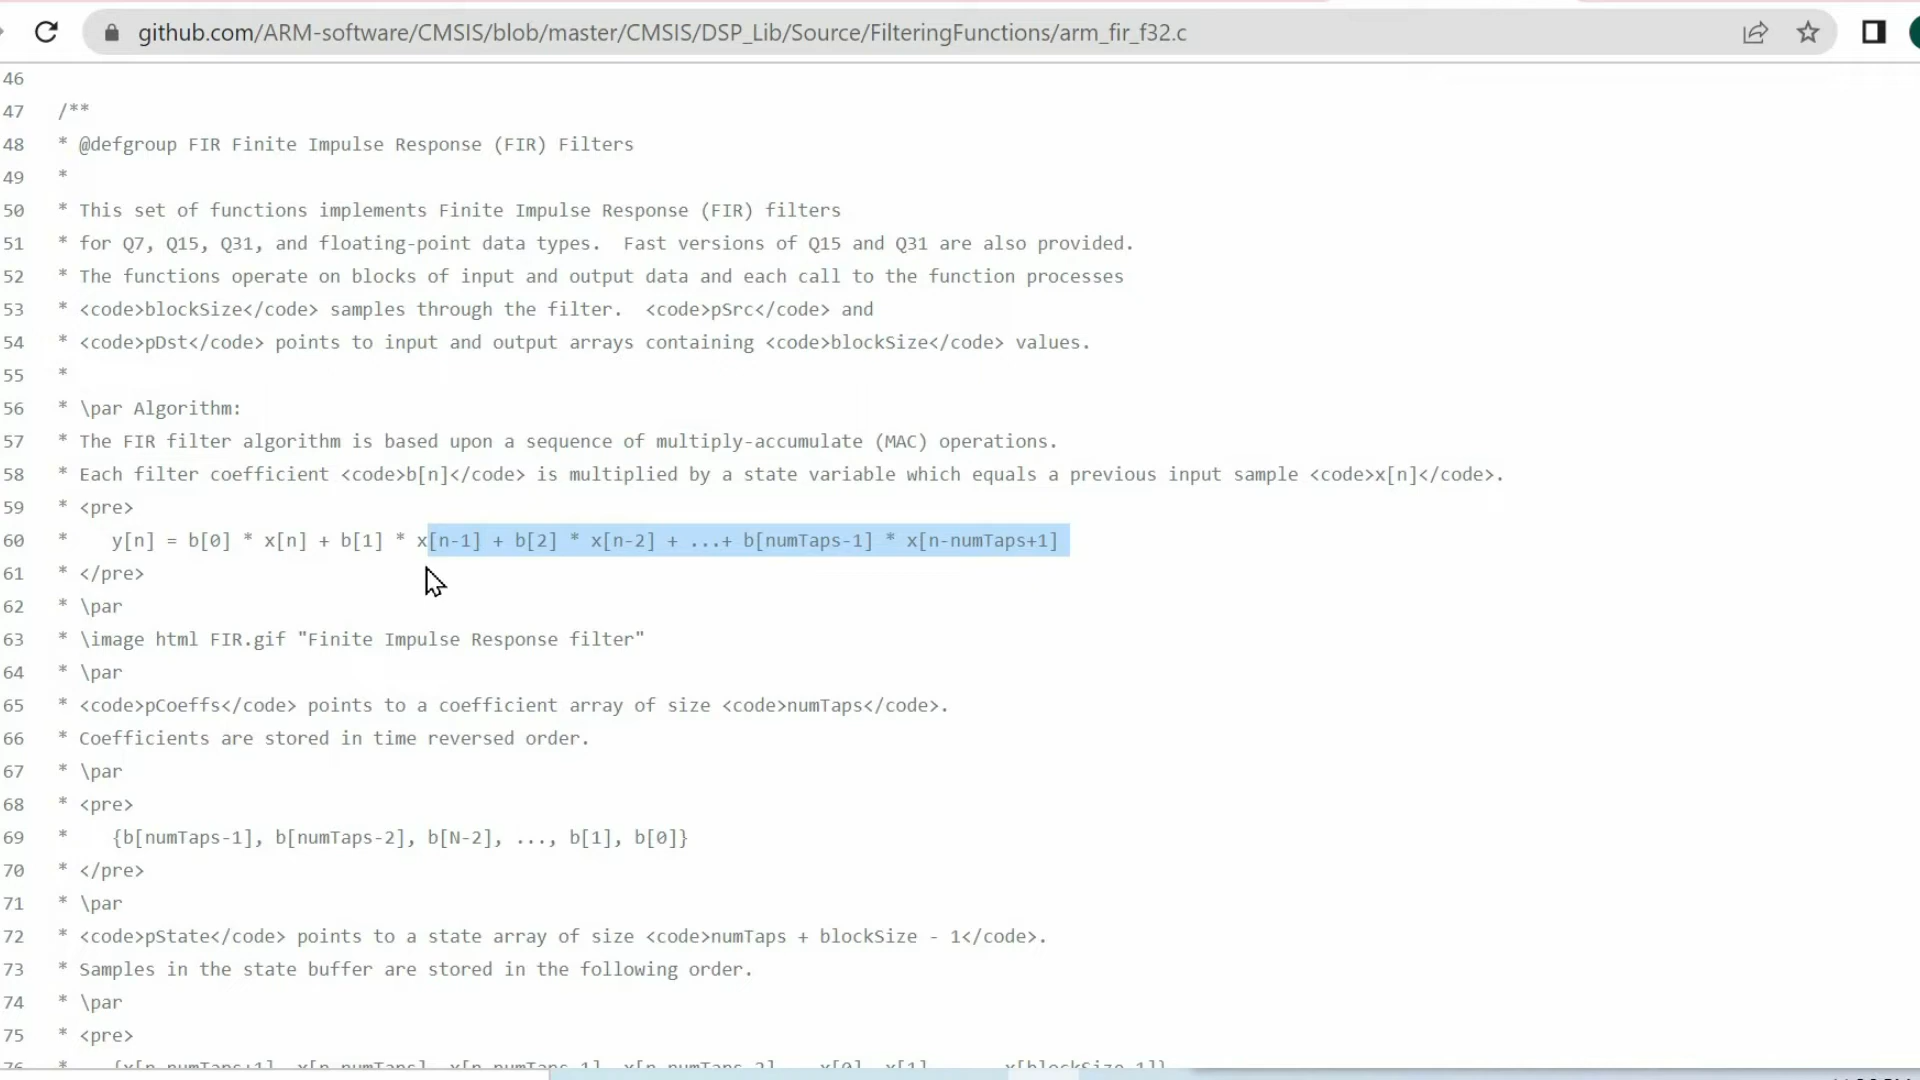 github.com/ARM-software/CMSIS/blob/master/CMSIS/DSP_Lib/Source/FilteringFunctions/arm_fir_f32.c
46
47 /**
48 * @defgroup FIR Finite Impulse Response (FIR) Filters
49 *
50 * This set of functions implements Finite Impulse Response (FIR) filters
51 * for Q7, Q15, Q31, and floating-point data types.  Fast versions of Q15 and Q31 are also provided.
52 * The functions operate on blocks of input and output data and each call to the function processes
53 * <code>blockSize</code> samples through the filter.  <code>pSrc</code> and
54 * <code>pDst</code> points to input and output arrays containing <code>blockSize</code> values.
55 *
56 * \par Algorithm:
57 * The FIR filter algorithm is based upon a sequence of multiply-accumulate (MAC) operations.
58 * Each filter coefficient <code>b[n]</code> is multiplied by a state variable which equals a previous input sample <code>x[n]</code>.
59 * <pre>
60 *    y[n] = b[0] * x[n] + b[1] * x[n-1] + b[2] * x[n-2] + ...+ b[numTaps-1] * x[n-numTaps+1]
61 * </pre>
62 * \par
63 * \image html FIR.gif "Finite Impulse Response filter"
64 * \par
65 * <code>pCoeffs</code> points to a coefficient array of size <code>numTaps</code>.
66 * Coefficients are stored in time reversed order.
67 * \par
68 * <pre>
69 *    {b[numTaps-1], b[numTaps-2], b[N-2], ..., b[1], b[0]}
70 * </pre>
71 * \par
72 * <code>pState</code> points to a state array of size <code>numTaps + blockSize - 1</code>.
73 * Samples in the state buffer are stored in the following order.
74 * \par
75 * <pre>
76 *    {x[n-numTaps+1], x[n-numTaps], x[n-numTaps-1], x[n-numTaps-2]....x[0], x[1], ..., x[blockSize-1]}